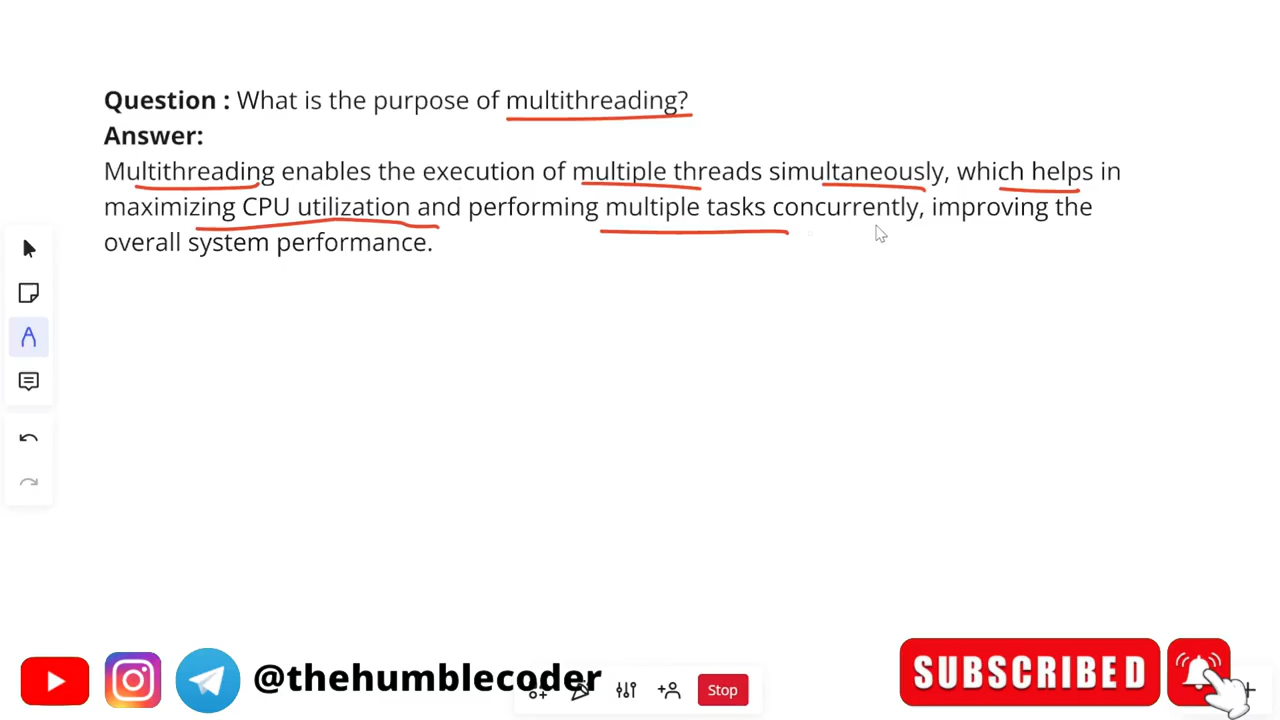 Question : What is the purpose of multithreading?
Answer:
Multithreading enables the execution of multiple threads simultaneously, which helps in
maximizing CPU utilization and performing multiple tasks concurrently, improving the
overall system performance.
@thehumblecoder
Stop
SUBSCRIBED